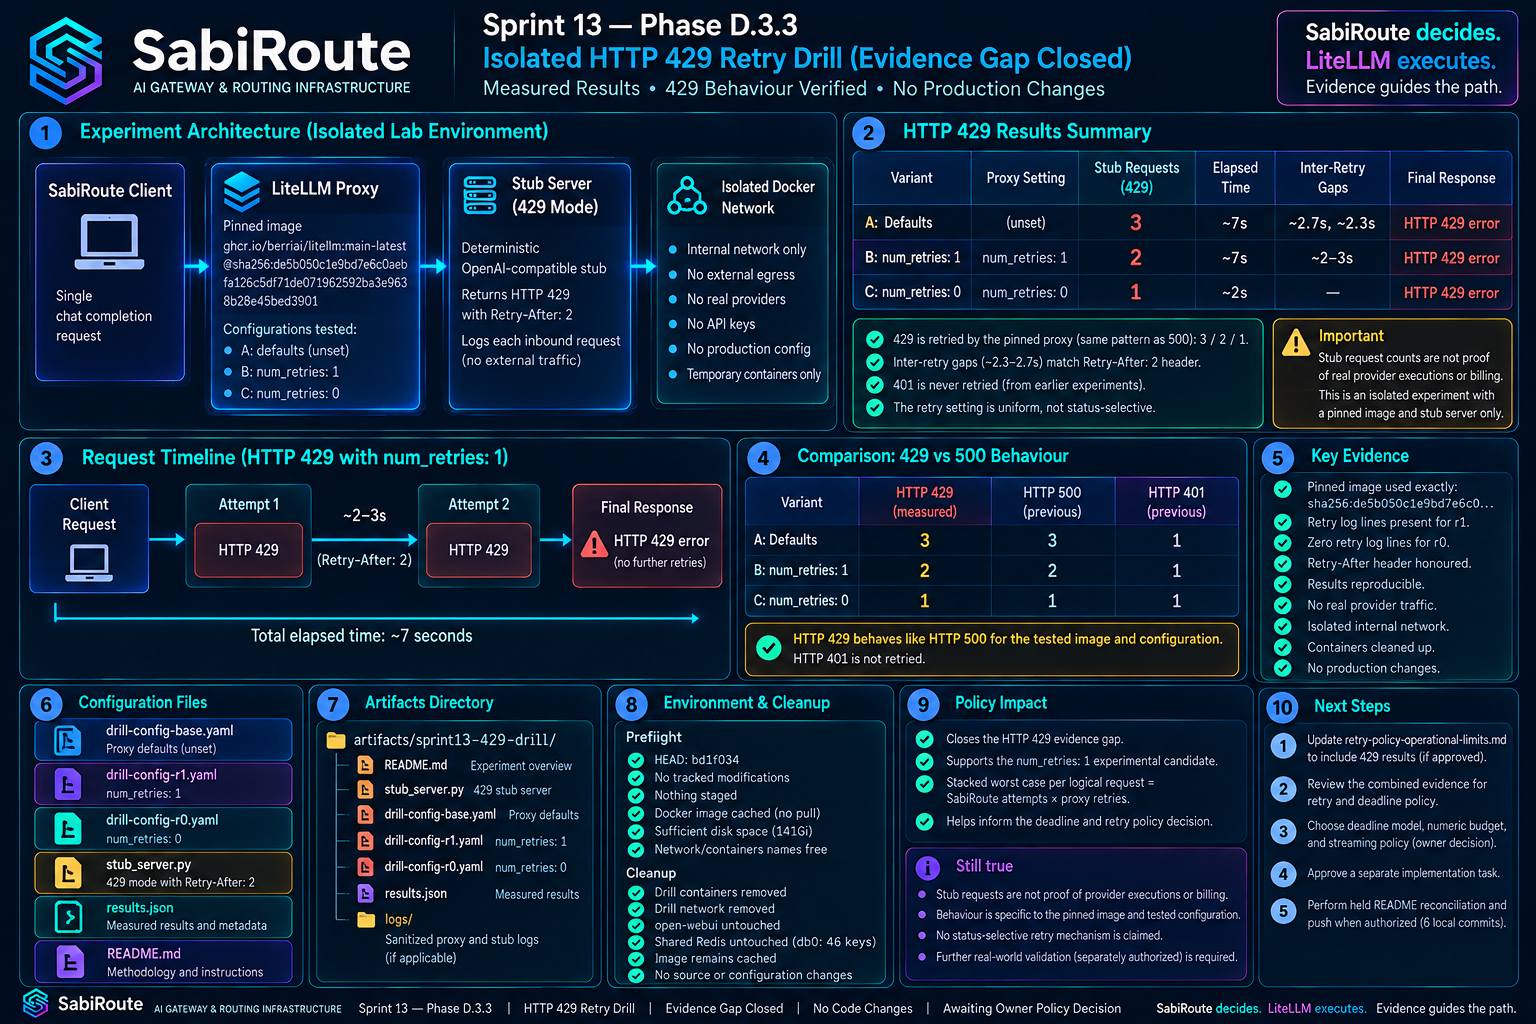 SabiRoute
AI GATEWAY & ROUTING INFRASTRUCTURE
Sprint 13 — Phase D.3.3
Isolated HTTP 429 Retry Drill (Evidence Gap Closed)
Measured Results • 429 Behaviour Verified • No Production Changes
SabiRoute decides.
LiteLLM executes.
Evidence guides the path.
1 Experiment Architecture (Isolated Lab Environment)
SabiRoute Client
Single
chat completion
request
LiteLLM Proxy
Pinned image
ghcr.io/berriai/litellm:main-latest
@sha256:de5b050c1e9bd7e6c0aeb
fa126c5df71de071962592ba3e963
8b28e45bed3901
Configurations tested:
• A: defaults (unset)
• B: num_retries: 1
• C: num_retries: 0
Stub Server
(429 Mode)
Deterministic
OpenAI-compatible stub
Returns HTTP 429
with Retry-After: 2
Logs each inbound request
(no external traffic)
Isolated Docker
Network
• Internal network only
• No external egress
• No real providers
• No API keys
• No production config
• Temporary containers only
2 HTTP 429 Results Summary
Variant Proxy Setting Stub Requests (429) Elapsed Time Inter-Retry Gaps Final Response
A: Defaults (unset) 3 ~7s ~2.7s, ~2.3s HTTP 429 error
B: num_retries: 1 num_retries: 1 2 ~7s ~2–3s HTTP 429 error
C: num_retries: 0 num_retries: 0 1 ~2s — HTTP 429 error
429 is retried by the pinned proxy (same pattern as 500): 3 / 2 / 1.
Inter-retry gaps (~2.3–2.7s) match Retry-After: 2 header.
401 is never retried (from earlier experiments).
The retry setting is uniform, not status-selective.
Important
Stub request counts are not proof
of real provider executions or billing.
This is an isolated experiment with
a pinned image and stub server only.
3 Request Timeline (HTTP 429 with num_retries: 1)
Client
Request
Attempt 1
HTTP 429
~2–3s
(Retry-After: 2)
Attempt 2
HTTP 429
Final Response
HTTP 429 error
(no further retries)
Total elapsed time: ~7 seconds
4 Comparison: 429 vs 500 Behaviour
Variant HTTP 429 (measured) HTTP 500 (previous) HTTP 401 (previous)
A: Defaults 3 3 1
B: num_retries: 1 2 2 1
C: num_retries: 0 1 1 1
HTTP 429 behaves like HTTP 500 for the tested image and configuration.
HTTP 401 is not retried.
5 Key Evidence
Pinned image used exactly:
sha256:de5b050c1e9bd7e6c0...
Retry log lines present for r1.
Zero retry log lines for r0.
Retry-After header honoured.
Results reproducible.
No real provider traffic.
Isolated internal network.
Containers cleaned up.
No production changes.
6 Configuration Files
drill-config-base.yaml
Proxy defaults (unset)
drill-config-r1.yaml
num_retries: 1
drill-config-r0.yaml
num_retries: 0
stub_server.py
429 mode with Retry-After: 2
results.json
Measured results and metadata
README.md
Methodology and instructions
7 Artifacts Directory
artifacts/sprint13-429-drill/
README.md Experiment overview
stub_server.py 429 stub server
drill-config-base.yaml Proxy defaults
drill-config-r1.yaml num_retries: 1
drill-config-r0.yaml num_retries: 0
results.json Measured results
logs/
Sanitized proxy and stub logs
(if applicable)
8 Environment & Cleanup
Preflight
HEAD: bd1f034
No tracked modifications
Nothing staged
Docker image cached (no pull)
Sufficient disk space (141Gi)
Network/containers names free
Cleanup
Drill containers removed
Drill network removed
open-webui untouched
Shared Redis untouched (db0: 46 keys)
Image remains cached
No source or configuration changes
9 Policy Impact
Closes the HTTP 429 evidence gap.
Supports the num_retries: 1 experimental candidate.
Stacked worst case per logical request =
SabiRoute attempts × proxy retries.
Helps inform the deadline and retry policy decision.
Still true
• Stub requests are not proof of provider executions or billing.
• Behaviour is specific to the pinned image and tested configuration.
• No status-selective retry mechanism is claimed.
• Further real-world validation (separately authorized) is required.
10 Next Steps
1 Update retry-policy-operational-limits.md
to include 429 results (if approved).
2 Review the combined evidence for
retry and deadline policy.
3 Choose deadline model, numeric budget,
and streaming policy (owner decision).
4 Approve a separate implementation task.
5 Perform held README reconciliation and
push when authorized (6 local commits).
SabiRoute AI GATEWAY & ROUTING INFRASTRUCTURE Sprint 13 — Phase D.3.3 | HTTP 429 Retry Drill | Evidence Gap Closed | No Code Changes | Awaiting Owner Policy Decision SabiRoute decides. LiteLLM executes. Evidence guides the path.